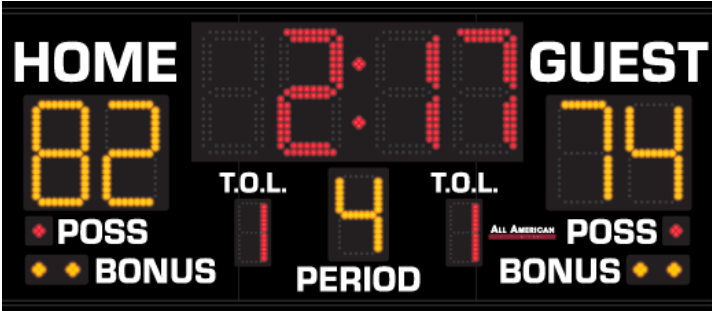 HOME 2:17 GUEST
82 74
T.O.L. T.O.L.
1 4 1
ALL AMERICAN
POSS POSS
BONUS PERIOD BONUS